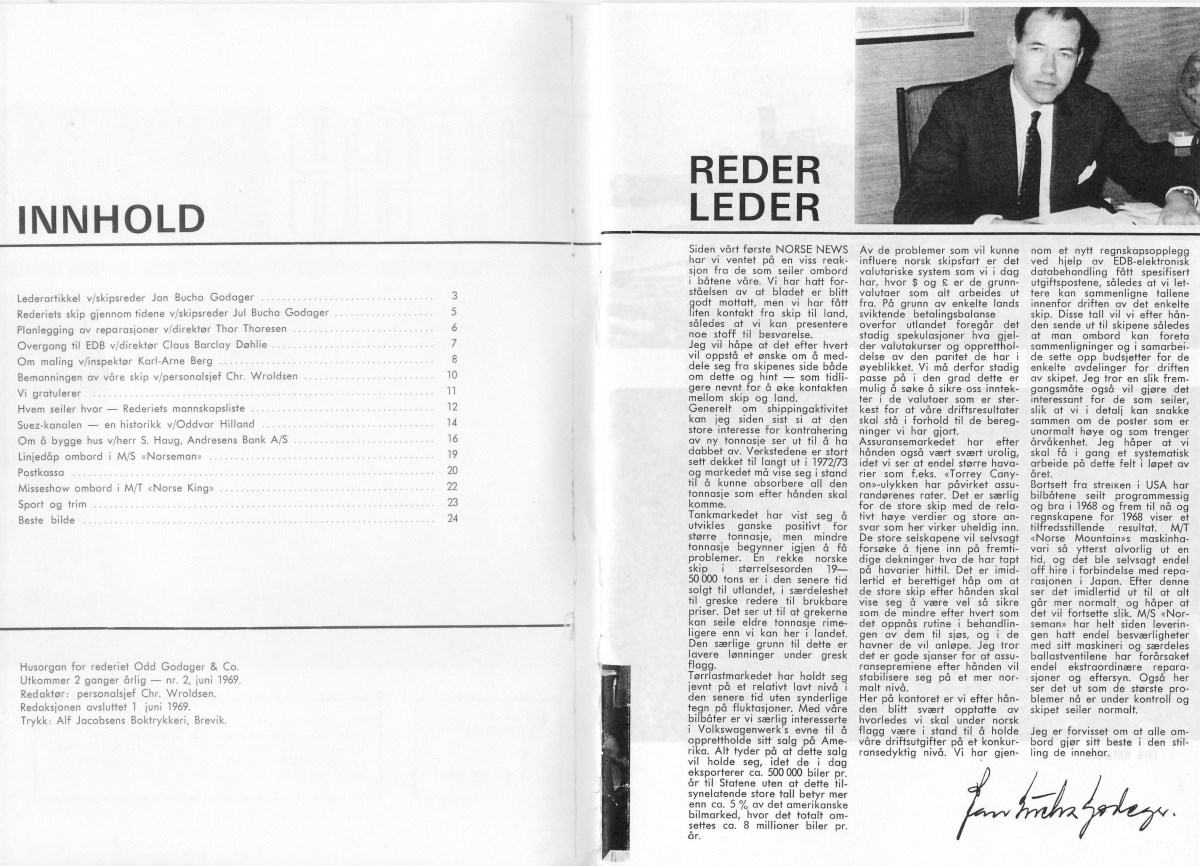 INNHOLD
Lederartikkel v/skipsreder Jan Bucha Godager 3
Rederiets skip gjennom tidene v/skipsreder Jul Bucha Godager 5
Planlegging av reparasjoner v/direktør Thor Thoresen 6
Overgang til EDB v/direktør Claus Barclay Døhlie 7
Om maling v/inspektør Karl-Arne Berg 8
Bemanningen av våre skip v/personalsjef Chr. Wroldsen 10
Vi gratulerer 11
Hvem seiler hvor — Rederiets mannskapsliste 12
Suez-kanalen — en historikk v/Oddvar Hilland 14
Om å bygge hus v/herr S. Haug, Andresens Bank A/S 16
Linjedåp ombord i M/S «Norseman» 19
Postkassa 20
Misseshow ombord i M/T «Norse King» 22
Sport og trim 23
Beste bilde 24
Husorgan for rederiet Odd Godager & Co.
Utkommer 2 ganger årlig — nr. 2, juni 1969.
Redaktør: personalsjef Chr. Wroldsen.
Redaksjonen avsluttet 1 juni 1969.
Trykk: Alf Jacobsens Boktrykkeri, Brevik.
REDER
LEDER
Siden vårt første NORSE NEWS
har vi ventet på en viss reak-
sjon fra de som seiler ombord
i båtene våre. Vi har hatt for-
ståelsen av at bladet er blitt
godt mottatt, men vi har fått
liten kontakt fra skip til land,
således at vi kan presentere
noe stoff til besvarelse.
Jeg vil håpe at det efter hvert
vil oppstå et ønske om å med-
dele seg fra skipenes side både
om dette og hint — som tidli-
gere nevnt for å øke kontakten
mellom skip og land.
Generelt om shippingaktivitet
kan jeg siden sist si at den
store interesse for kontrahering
av ny tonnasje ser ut til å ha
dabbet av. Verkstedene er stort
sett dekket til langt ut i 1972/73
og markedet må vise seg i stand
til å kunne absorbere all den
tonnasje som efter hånden skal
komme.
Tankmarkedet har vist seg å
utvikles ganske positivt for
større tonnasje, men mindre
tonnasje begynner igjen å få
problemer. En rekke norske
skip i størrelsesorden 19—
50 000 tons er i den senere tid
solgt til utlandet, i særdeleshet
til greske redere til brukbare
priser. Det ser ut til at grekerne
kan seile eldre tonnasje rime-
ligere enn vi kan her i landet.
Den særlige grunn til dette er
lavere lønninger under gresk
flagg.
Tørrlastmarkedet har holdt seg
jevnt på et relativt lavt nivå i
den senere tid uten synderlige
tegn på fluktasjoner. Med våre
bilbåter er vi særlig interesserte
i Volkswagenwerk's evne til å
opprettholde sitt salg på Ame-
rika. Alt tyder på at dette salg
vil holde seg, idet de i dag
eksporterer ca. 500 000 biler pr.
år til Statene uten at dette til-
synelatende store tall betyr mer
enn ca. 5 % av det amerikanske
bilmarked, hvor det totalt om-
settes ca. 8 millioner biler pr.
år.
Av de problemer som vil kunne
influere norsk skipsfart er det
valutariske system som vi i dag
har, hvor $ og £ er de grunn-
valutaer som alt arbeides ut
fra. På grunn av enkelte lands
sviktende betalingsbalanse
overfor utlandet foregår det
stadig spekulasjoner hva gjel-
der valutakurser og opprett-
holdelse av den paritet de har i
øyeblikket. Vi må derfor stadig
passe på i den grad dette er
mulig å søke å sikre oss inntek-
ter i de valutaer som er ster-
kest for at våre driftsresultater
skal stå i forhold til de bereg-
ninger vi har gjort.
Assuransemarkedet har efter
hånden også vært svært urolig,
idet vi ser at endel større hava-
rier som f.eks. «Torrey Cany-
on»-ulykken har påvirket assu-
randørenes rater. Det er særlig
for de store skip med de rela-
tivt høye verdier og store an-
svar som her virker uheldig inn.
De store selskapene vil selvsagt
forsøke å tjene inn på fremti-
dige dekninger hva de har tapt
på havarier hittil. Det er imid-
lertid et berettiget håp om at
de store skip efter hånden skal
vise seg å være vel så sikre
som de mindre efter hvert som
det oppnås rutine i behandlin-
gen av dem til sjøs, og i de
havner de vil anløpe. Jeg tror
det er gode sjanser for at assu-
ransepremiene efter hånden vil
stabilisere seg på et mer nor-
malt nivå.
Her på kontoret er vi efter hån-
den blitt svært opptatte av
hvorledes vi skal under norsk
flagg være i stand til å holde
våre driftsutgifter på et konkur-
ransedyktig nivå. Vi har gjen-
nom et nytt regnskapsopplegg
ved hjelp av EDB-elektronisk
databehandling fått spesifisert
utgiftspostene, således at vi let-
tere kan sammenligne tallene
innenfor driften av det enkelte
skip. Disse tall vil vi efter hån-
den sende ut til skipene således
at man ombord kan foreta
sammenligninger og i samarbei-
de sette opp budsjetter for de
enkelte avdelinger for driften
av skipet. Jeg tror en slik frem-
gangsmåte også vil gjøre det
interessant for de som seiler,
slik at vi i detalj kan snakke
sammen om de poster som er
unormalt høye og som trenger
årvåkenhet. Jeg håper at vi
skal få i gang et systematisk
arbeide på dette felt i løpet av
året.
Bortsett fra streiken i USA har
bilbåtene seilt programmessig
og bra i 1968 og frem til nå og
regnskapene for 1968 viser et
tilfredsstillende resultat. M/T
«Norse Mountain»s maskinha-
vari så ytterst alvorlig ut en
tid, og det ble selvsagt endel
off hire i forbindelse med repa-
rasjonen i Japan. Efter denne
ser det imidlertid ut til at alt
går mer normalt, og håper at
det vil fortsette slik. M/S «Nor-
seman» har helt siden leverin-
gen hatt endel besværligheter
med sitt maskineri og særdeles
ballastventilene har forårsaket
endel ekstraordinære repara-
sjoner og eftersyn. Også her
ser det ut som de største pro-
blemer nå er under kontroll og
skipet seiler normalt.
Jeg er forvisset om at alle om-
bord gjør sitt beste i den stil-
ling de innehar.
Jan Bucha Godager.